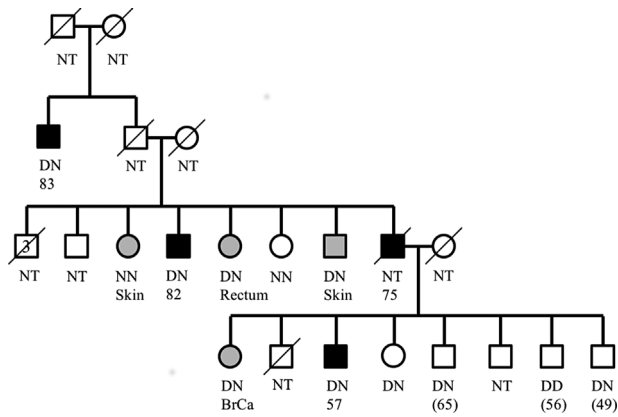 NT NT
DN NT NT
83
3
NT NT NN DN DN NN DN NT NT
Skin 82 Rectum Skin 75
DN NT DN DN DN NT DD DN
BrCa 57 (65) (56) (49)